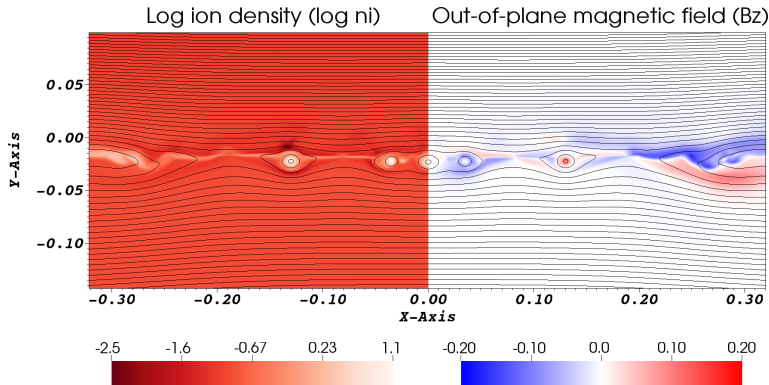 Log ion density (log ni) Out-of-plane magnetic field (Bz)
0.05
0.00
-0.05
-0.10
Y-Axis
-0.30 -0.20 -0.10 0.00 0.10 0.20 0.30
X-Axis
-2.5 -1.6 -0.67 0.23 1.1 -0.20 -0.10 0.0 0.10 0.20